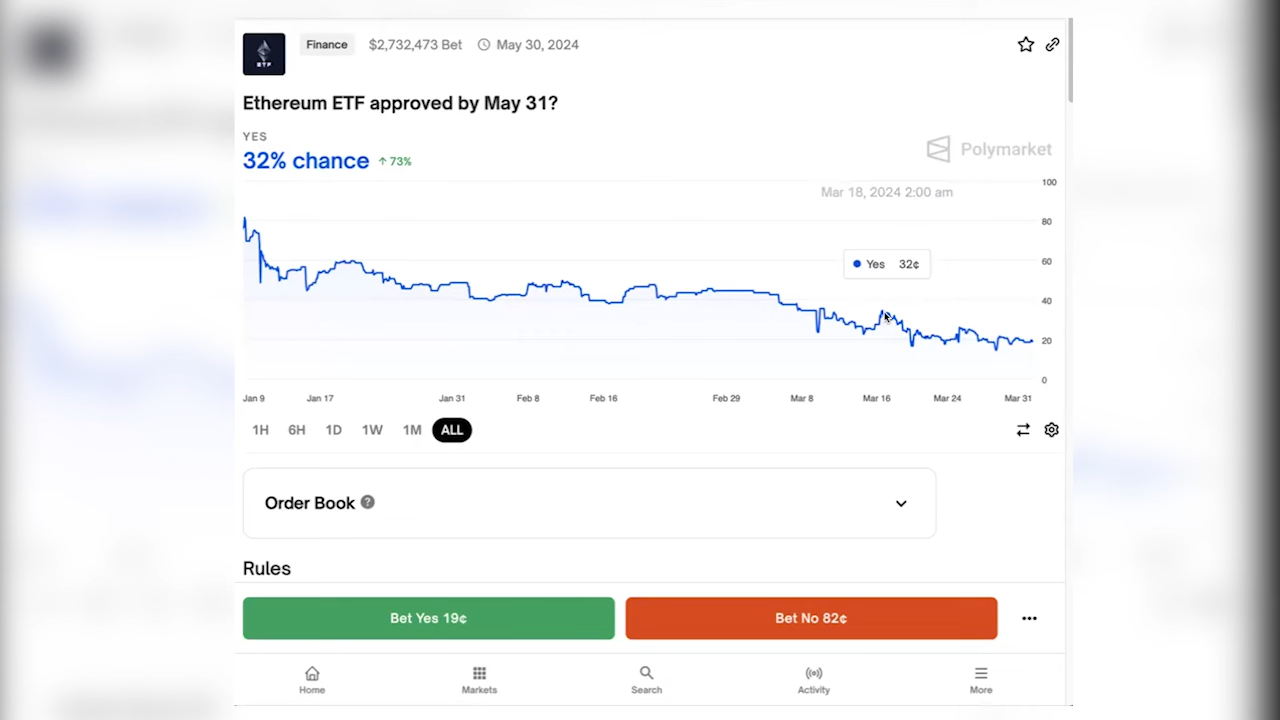 ETF
Finance
$2,732,473 Bet
May 30, 2024
Ethereum ETF approved by May 31?
YES
32% chance
↑ 73%
Polymarket
Mar 18, 2024 2:00 am
Yes 32¢
100
80
60
40
20
0
Jan 9 Jan 17 Jan 31 Feb 8 Feb 16 Feb 29 Mar 8 Mar 16 Mar 24 Mar 31
1H 6H 1D 1W 1M ALL
Order Book ?
Rules
Bet Yes 19¢
Bet No 82¢
Home Markets Search Activity More